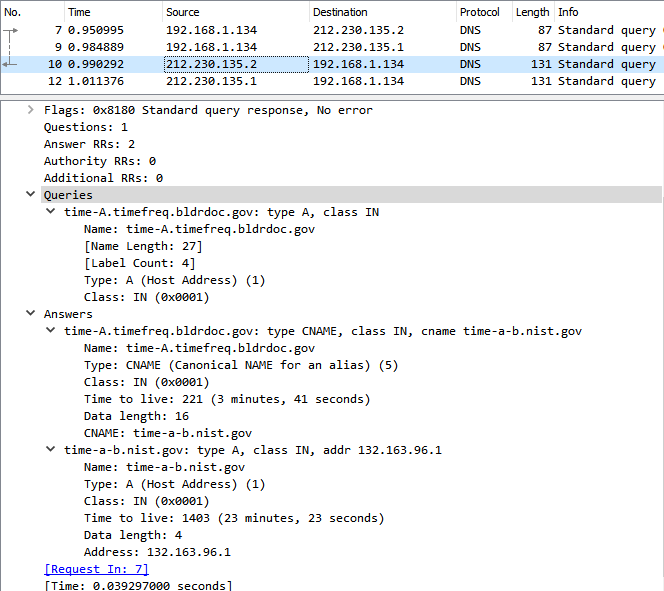 No. Time Source Destination Protocol Length Info
7 0.950995 192.168.1.134 212.230.135.2 DNS 87 Standard query
9 0.984889 192.168.1.134 212.230.135.1 DNS 87 Standard query
10 0.990292 212.230.135.2 192.168.1.134 DNS 131 Standard query
12 1.011376 212.230.135.1 192.168.1.134 DNS 131 Standard query
Flags: 0x8180 Standard query response, No error
Questions: 1
Answer RRs: 2
Authority RRs: 0
Additional RRs: 0
Queries
time-A.timefreq.bldrdoc.gov: type A, class IN
Name: time-A.timefreq.bldrdoc.gov
[Name Length: 27]
[Label Count: 4]
Type: A (Host Address) (1)
Class: IN (0x0001)
Answers
time-A.timefreq.bldrdoc.gov: type CNAME, class IN, cname time-a-b.nist.gov
Name: time-A.timefreq.bldrdoc.gov
Type: CNAME (Canonical NAME for an alias) (5)
Class: IN (0x0001)
Time to live: 221 (3 minutes, 41 seconds)
Data length: 16
CNAME: time-a-b.nist.gov
time-a-b.nist.gov: type A, class IN, addr 132.163.96.1
Name: time-a-b.nist.gov
Type: A (Host Address) (1)
Class: IN (0x0001)
Time to live: 1403 (23 minutes, 23 seconds)
Data length: 4
Address: 132.163.96.1
[Request In: 7]
[Time: 0.039297000 seconds]